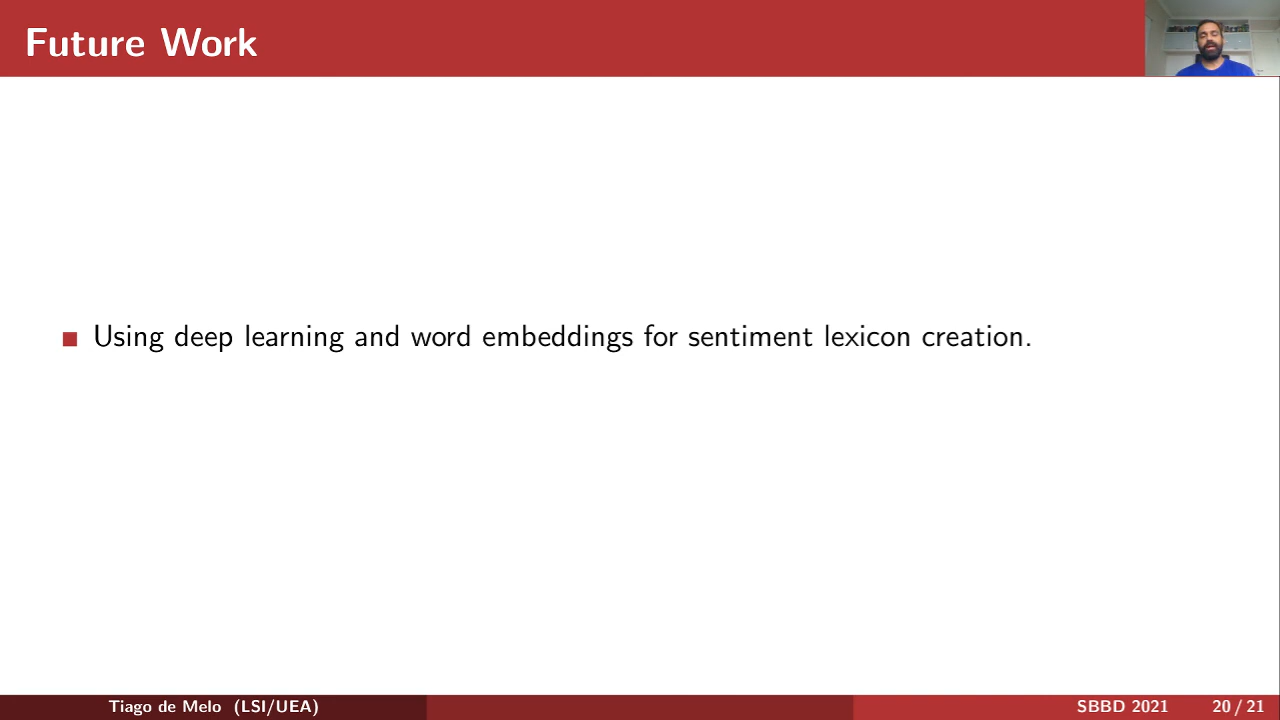 Future Work
Using deep learning and word embeddings for sentiment lexicon creation.
Tiago de Melo (LSI/UEA)
SBBD 2021
20 / 21